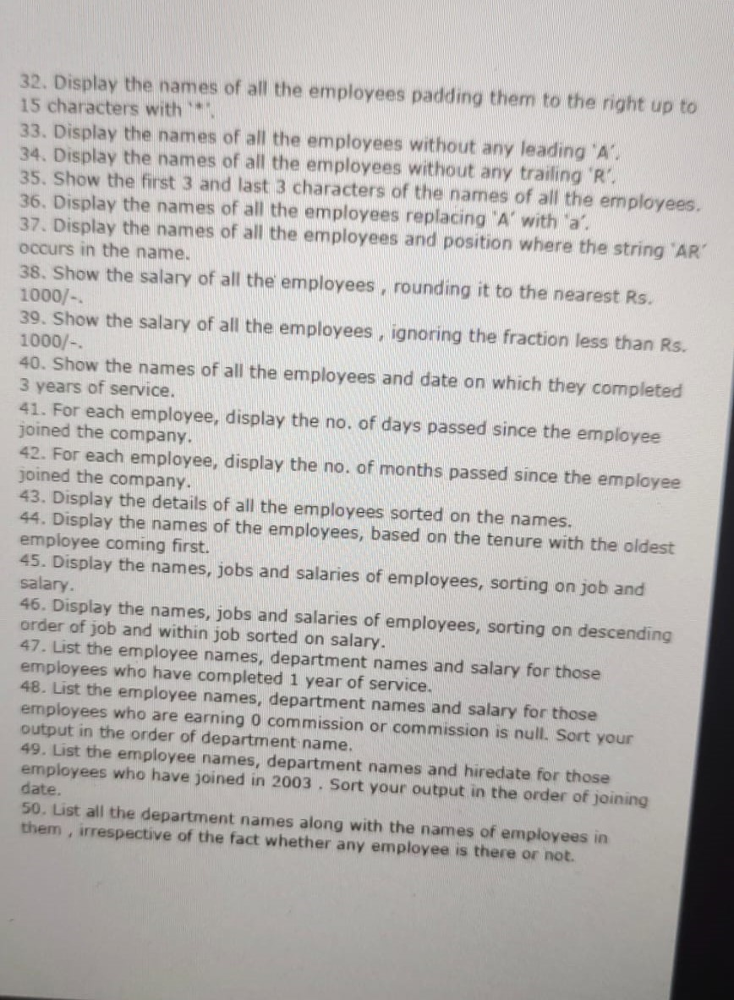 32. Display the names of all the employees padding them to the right up to
15 characters with '*'.
33. Display the names of all the employees without any leading 'A'.
34. Display the names of all the employees without any trailing 'R'.
35. Show the first 3 and last 3 characters of the names of all the employees.
36. Display the names of all the employees replacing 'A' with 'a'.
37. Display the names of all the employees and position where the string 'AR'
occurs in the name.
38. Show the salary of all the employees , rounding it to the nearest Rs.
1000/-.
39. Show the salary of all the employees , ignoring the fraction less than Rs.
1000/-.
40. Show the names of all the employees and date on which they completed
3 years of service.
41. For each employee, display the no. of days passed since the employee
joined the company.
42. For each employee, display the no. of months passed since the employee
joined the company.
43. Display the details of all the employees sorted on the names.
44. Display the names of the employees, based on the tenure with the oldest
employee coming first.
45. Display the names, jobs and salaries of employees, sorting on job and
salary.
46. Display the names, jobs and salaries of employees, sorting on descending
order of job and within job sorted on salary.
47. List the employee names, department names and salary for those
employees who have completed 1 year of service.
48. List the employee names, department names and salary for those
employees who are earning 0 commission or commission is null. Sort your
output in the order of department name.
49. List the employee names, department names and hiredate for those
employees who have joined in 2003 . Sort your output in the order of joining
date.
50. List all the department names along with the names of employees in
them , irrespective of the fact whether any employee is there or not.